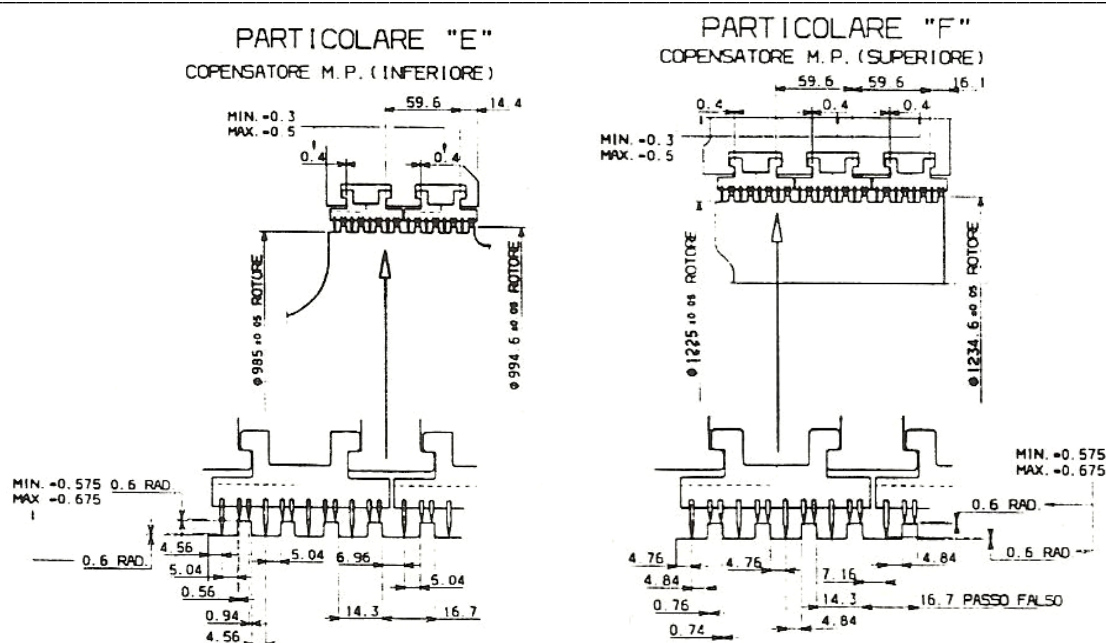 PARTICOLARE "E"
COPENSATORE M.P. (INFERIORE)
59.6
14.4
MIN. =0.3
MAX. =0.5
0.4
0.4
ø985 ±0.05 ROTORE
ø994.6 ±0.05 ROTORE
MIN. =0.575 0.6 RAD.
MAX =0.675
0.6 RAD.
4.56
5.04
6.96
5.04
5.04
0.56
0.94
14.3
16.7
4.56
PARTICOLARE "F"
COPENSATORE M.P. (SUPERIORE)
59.6
59.6
16.1
0.4
0.4
0.4
MIN. =0.3
MAX. =0.5
ø1225 ±0.05 ROTORE
ø1234.6 ±0.05 ROTORE
MIN. =0.575
MAX. =0.675
0.6 RAD.
0.6 RAD
4.76
4.76
4.84
4.84
7.16
0.76
14.3
16.7 PASSO FALSO
0.74
4.84